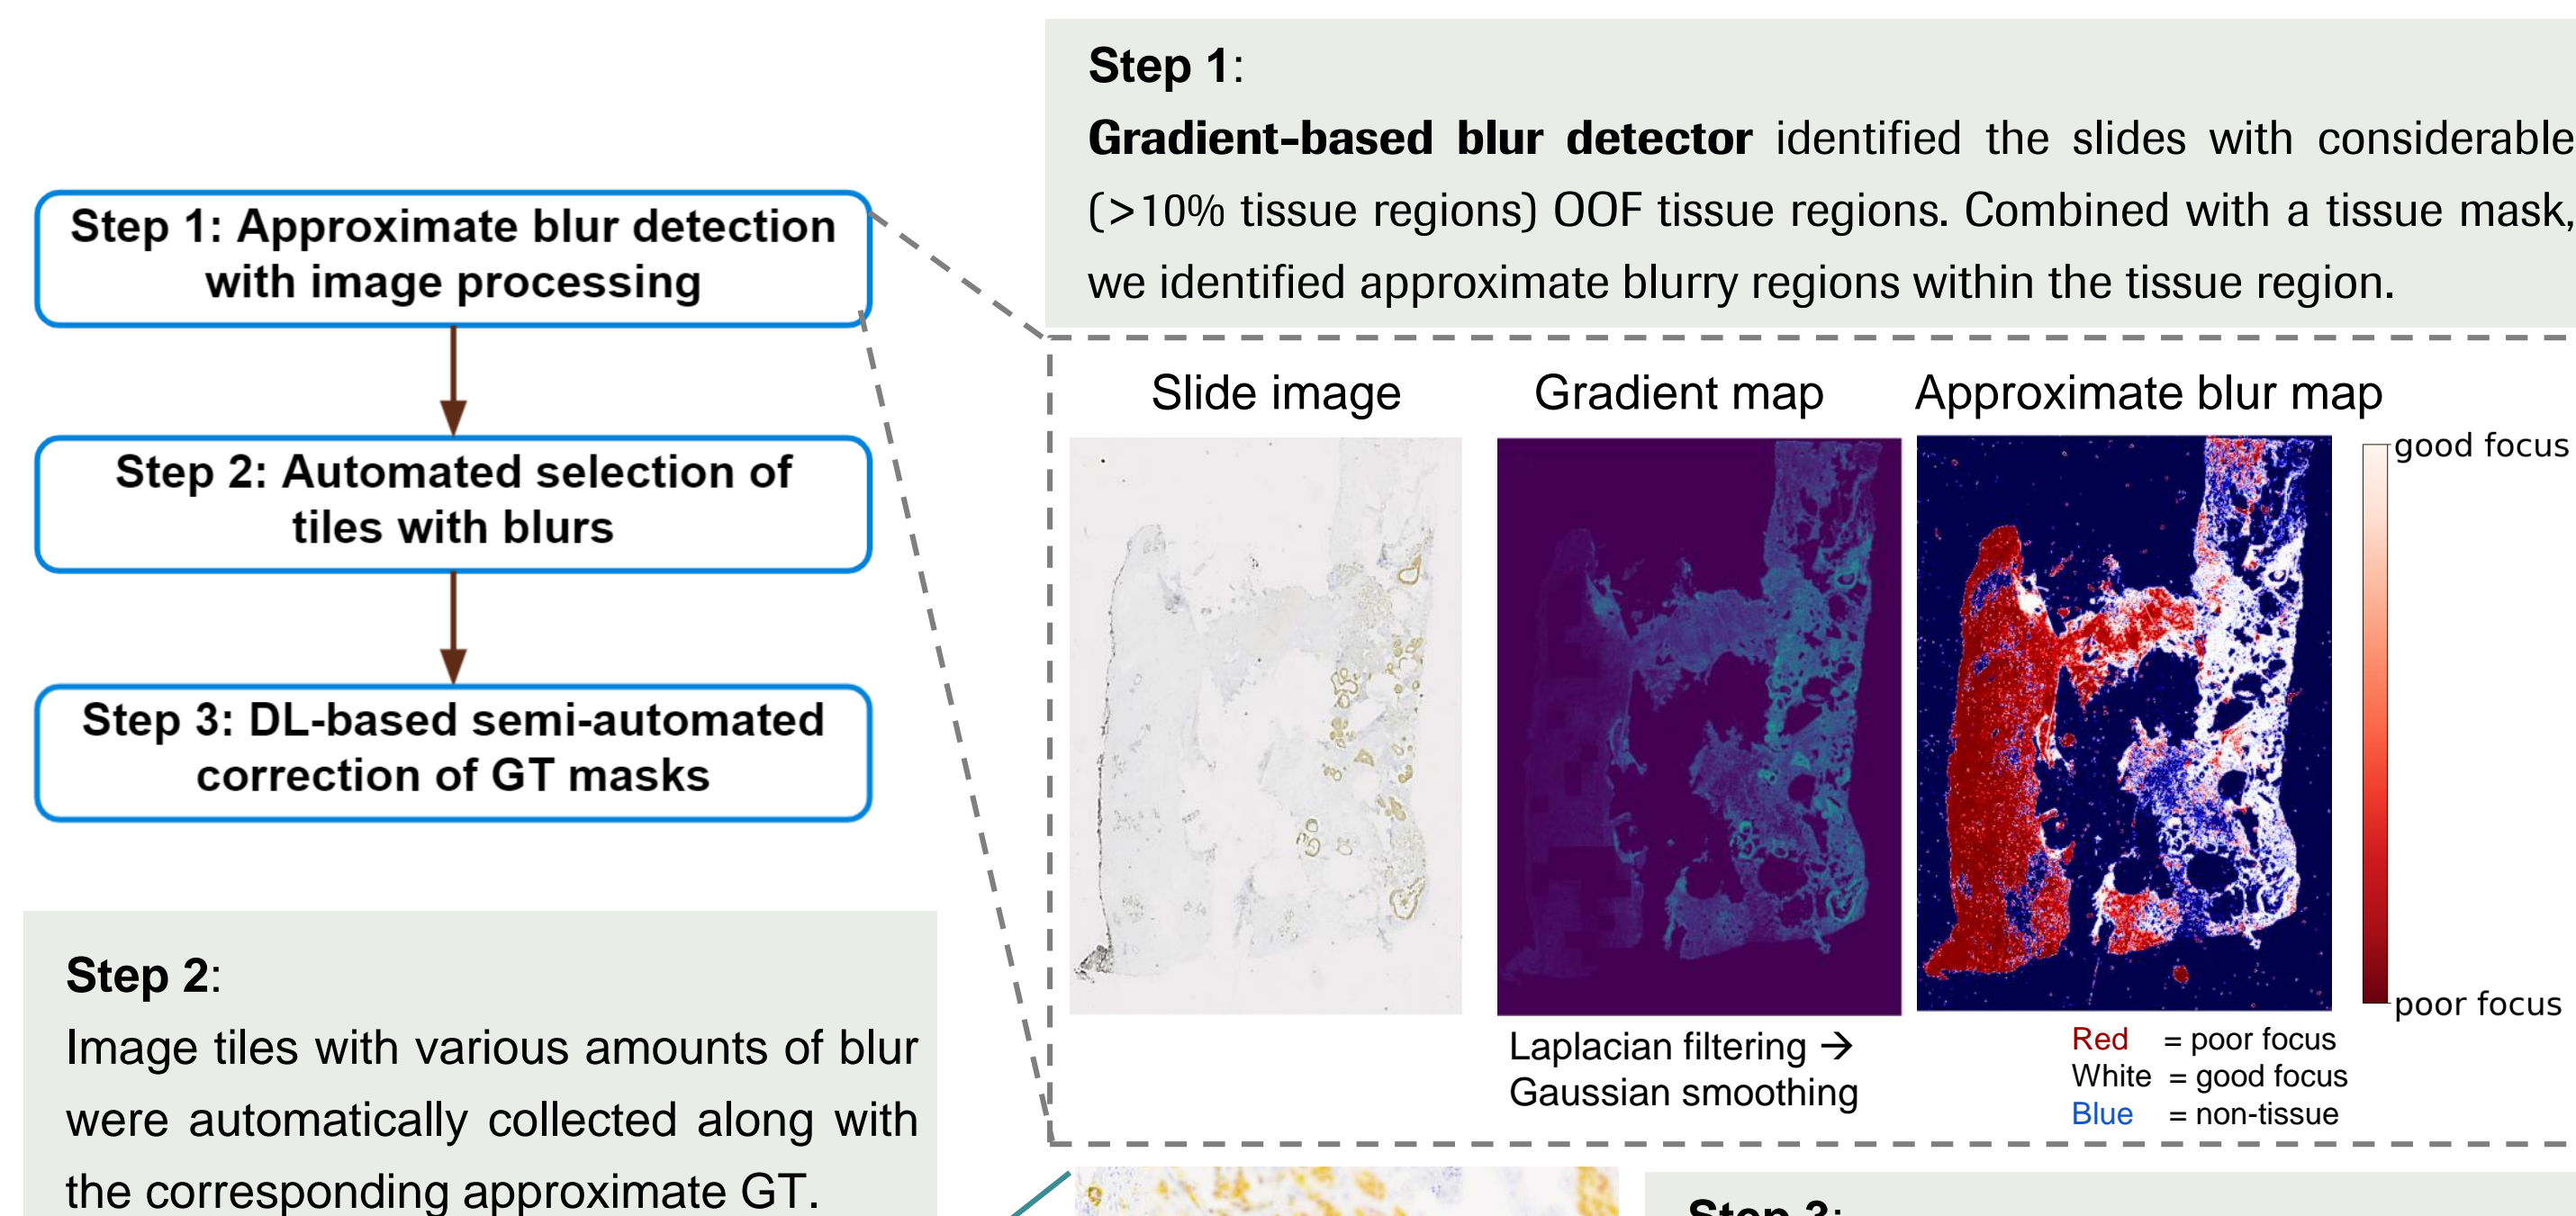 Step 1: Approximate blur detection
with image processing
Step 2: Automated selection of
tiles with blurs
Step 3: DL-based semi-automated
correction of GT masks
Step 1:
Gradient-based blur detector identified the slides with considerable
(>10% tissue regions) OOF tissue regions. Combined with a tissue mask,
we identified approximate blurry regions within the tissue region.
Slide image
Gradient map
Approximate blur map
good focus
poor focus
Laplacian filtering →
Gaussian smoothing
Red = poor focus
White = good focus
Blue = non-tissue
Step 2:
Image tiles with various amounts of blur
were automatically collected along with
the corresponding approximate GT.
Step 3: